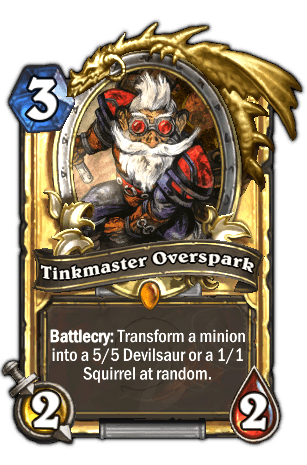 3
Tinkmaster Overspark
Battlecry: Transform a minion
into a 5/5 Devilsaur or a 1/1
Squirrel at random.
2
2